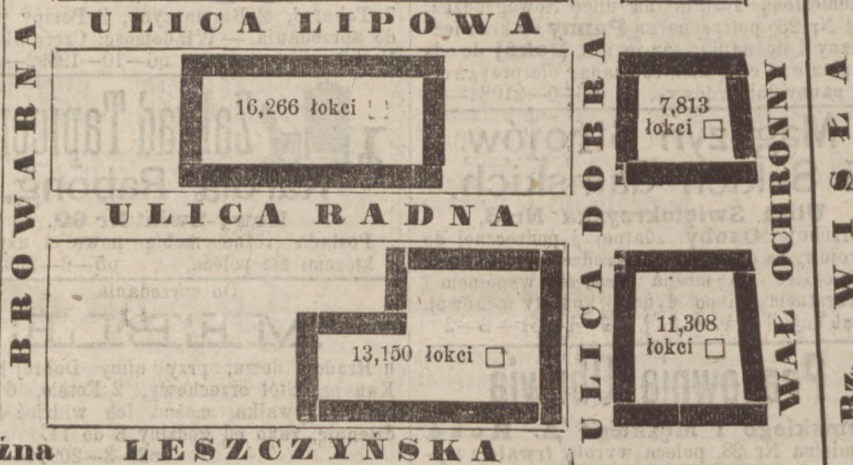 ULICA LIPOWA
BROWARNA
16,266 łokci □
ULICA DOBRA
7,813
łokci □
WAŁ OCHRONNY
Rz. WISŁA
ULICA RADNA
13,150 łokci □
11,308
łokci □
źna LESZCZYŃSKA